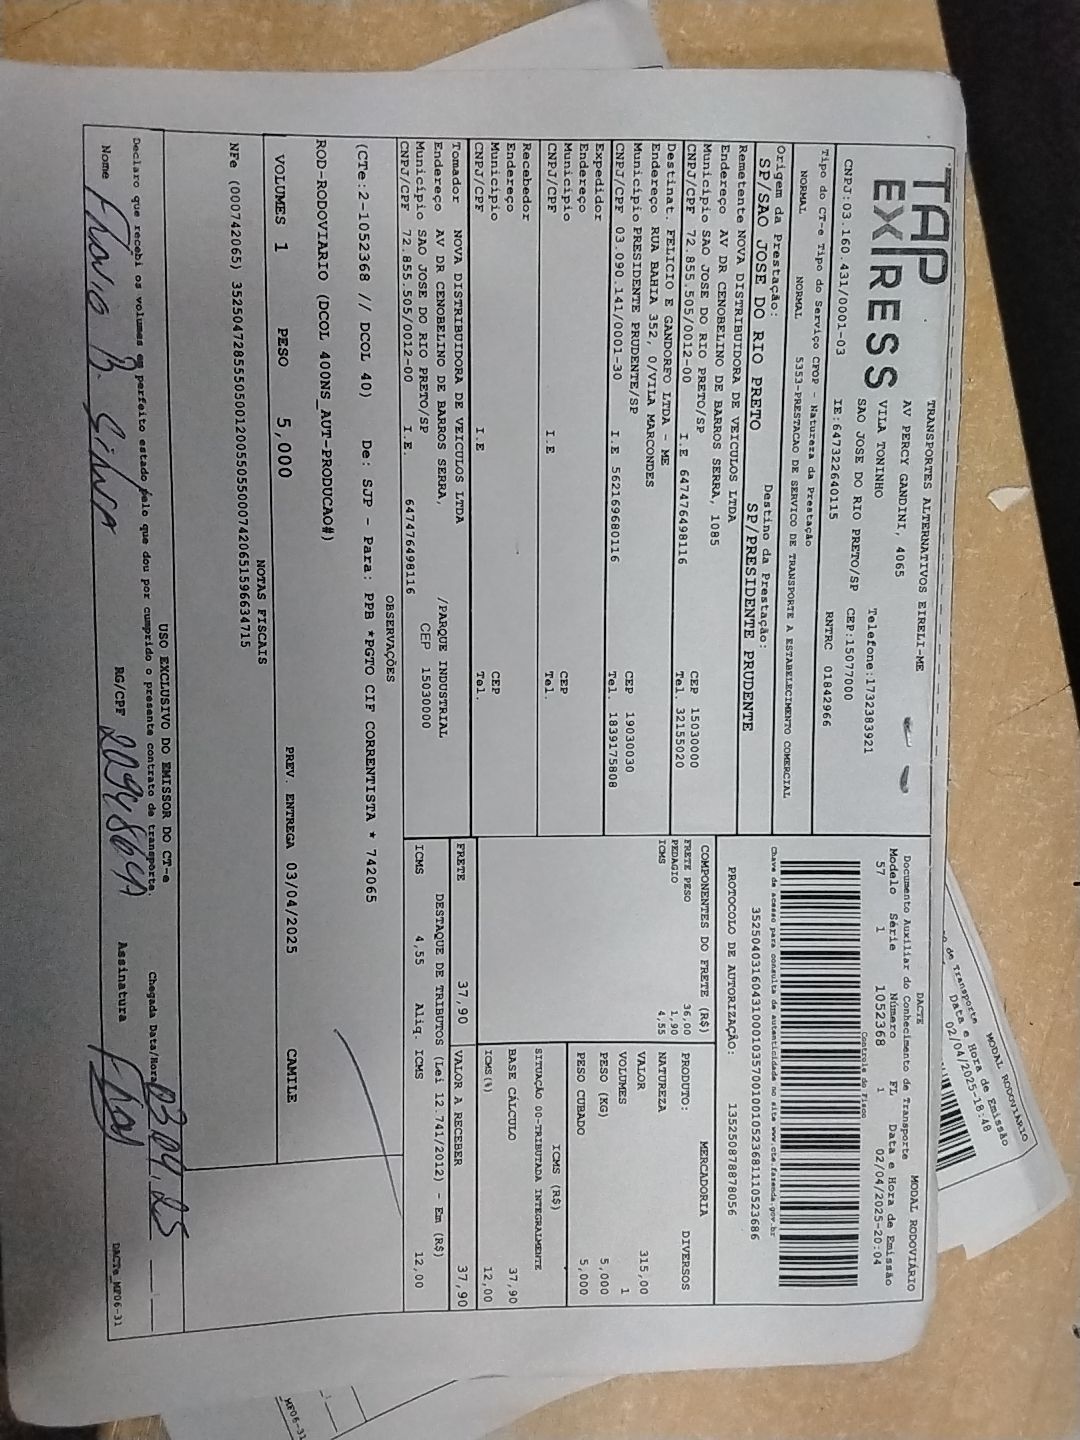 TAP
EXPRESS
TRANSPORTES ALTERNATIVOS EIRELI-ME
AV PERCY GANDINI, 4065
VILA TONINHO
SAO JOSE DO RIO PRETO/SP
Telefone:1732383921
CEP:15077000
CNPJ:03.160.431/0001-03 IE:647322640115 RNTRC 01842966
Tipo do CT-e Tipo do Serviço CFOP - Natureza da Prestação
NORMAL NORMAL 5353-PRESTACAO DE SERVICO DE TRANSPORTE A ESTABELECIMENTO COMERCIAL
Origem da Prestação: Destino da Prestação:
SP/SAO JOSE DO RIO PRETO SP/PRESIDENTE PRUDENTE
Remetente NOVA DISTRIBUIDORA DE VEICULOS LTDA
Endereço AV DR CENOBELINO DE BARROS SERRA, 1085
Município SAO JOSE DO RIO PRETO/SP CEP 15030000
CNPJ/CPF 72.855.505/0012-00 I.E 647476498116 Tel. 32155020
Destinat. FELICIO E GANDORFO LTDA - ME
Endereço RUA BAHIA 352, 0/VILA MARCONDES
Município PRESIDENTE PRUDENTE/SP CEP 19030030
CNPJ/CPF 03.090.141/0001-30 I.E 562169680116 Tel. 1839175808
Expedidor
Endereço
Município CEP
CNPJ/CPF I.E Tel.
Recebedor
Endereço
Município CEP
CNPJ/CPF I.E Tel.
Tomador NOVA DISTRIBUIDORA DE VEICULOS LTDA
Endereço AV DR CENOBELINO DE BARROS SERRA, /PARQUE INDUSTRIAL
Município SAO JOSE DO RIO PRETO/SP CEP 15030000
CNPJ/CPF 72.855.505/0012-00 I.E. 647476498116
DACTE MODAL RODOVIÁRIO
Documento Auxiliar do Conhecimento de Transporte
Modelo Série Número FL Data e Hora de Emissão
57 1 1052368 1 02/04/2025-20:04
Controle do Fisco
Chave de acesso para consulta de autenticidade no site www.cte.fazenda.gov.br
35250403160431000103570010010523681110523686
PROTOCOLO DE AUTORIZAÇÃO: 135250878878056
COMPONENTES DO FRETE (R$)
FRETE PESO 36,00
PEDAGIO 1,90
ICMS 4,55
MERCADORIA
PRODUTO: DIVERSOS
NATUREZA
VALOR 315,00
VOLUMES 1
PESO (KG) 5,000
PESO CUBADO 5,000
ICMS (R$)
SITUAÇÃO 00-TRIBUTADA INTEGRALMENTE
BASE CÁLCULO 37,90
ICMS(%) 12,00
FRETE 37,90 VALOR A RECEBER 37,90
DESTAQUE DE TRIBUTOS (Lei 12.741/2012) - Em (R$)
ICMS 4,55 Aliq. ICMS 12,00
OBSERVAÇÕES
(CTe:2-1052368 // DCOL 40) De: SJP - Para: PPB *PGTO CIF CORRENTISTA * 742065
ROD-RODOVIARIO (DCOL 400NS_AUT-PRODUCAO#)
VOLUMES 1 PESO 5,000 PREV. ENTREGA 03/04/2025 CAMILE
NOTAS FISCAIS
NFe (000742065)
USO EXCLUSIVO DO EMISSOR DO CT-e
Declaro que recebi os volumes em perfeito estado pelo que dou por cumprido o presente contrato de transporte.
Chegada Data/Hora 03 04. 25
Nome Flavio B. Silva RG/CPF Assinatura
DACTe_MP06-31
MODAL RODOVIÁRIO
de Transporte
Data e Hora de Emissão
02/04/2025-18:48
MP06-31